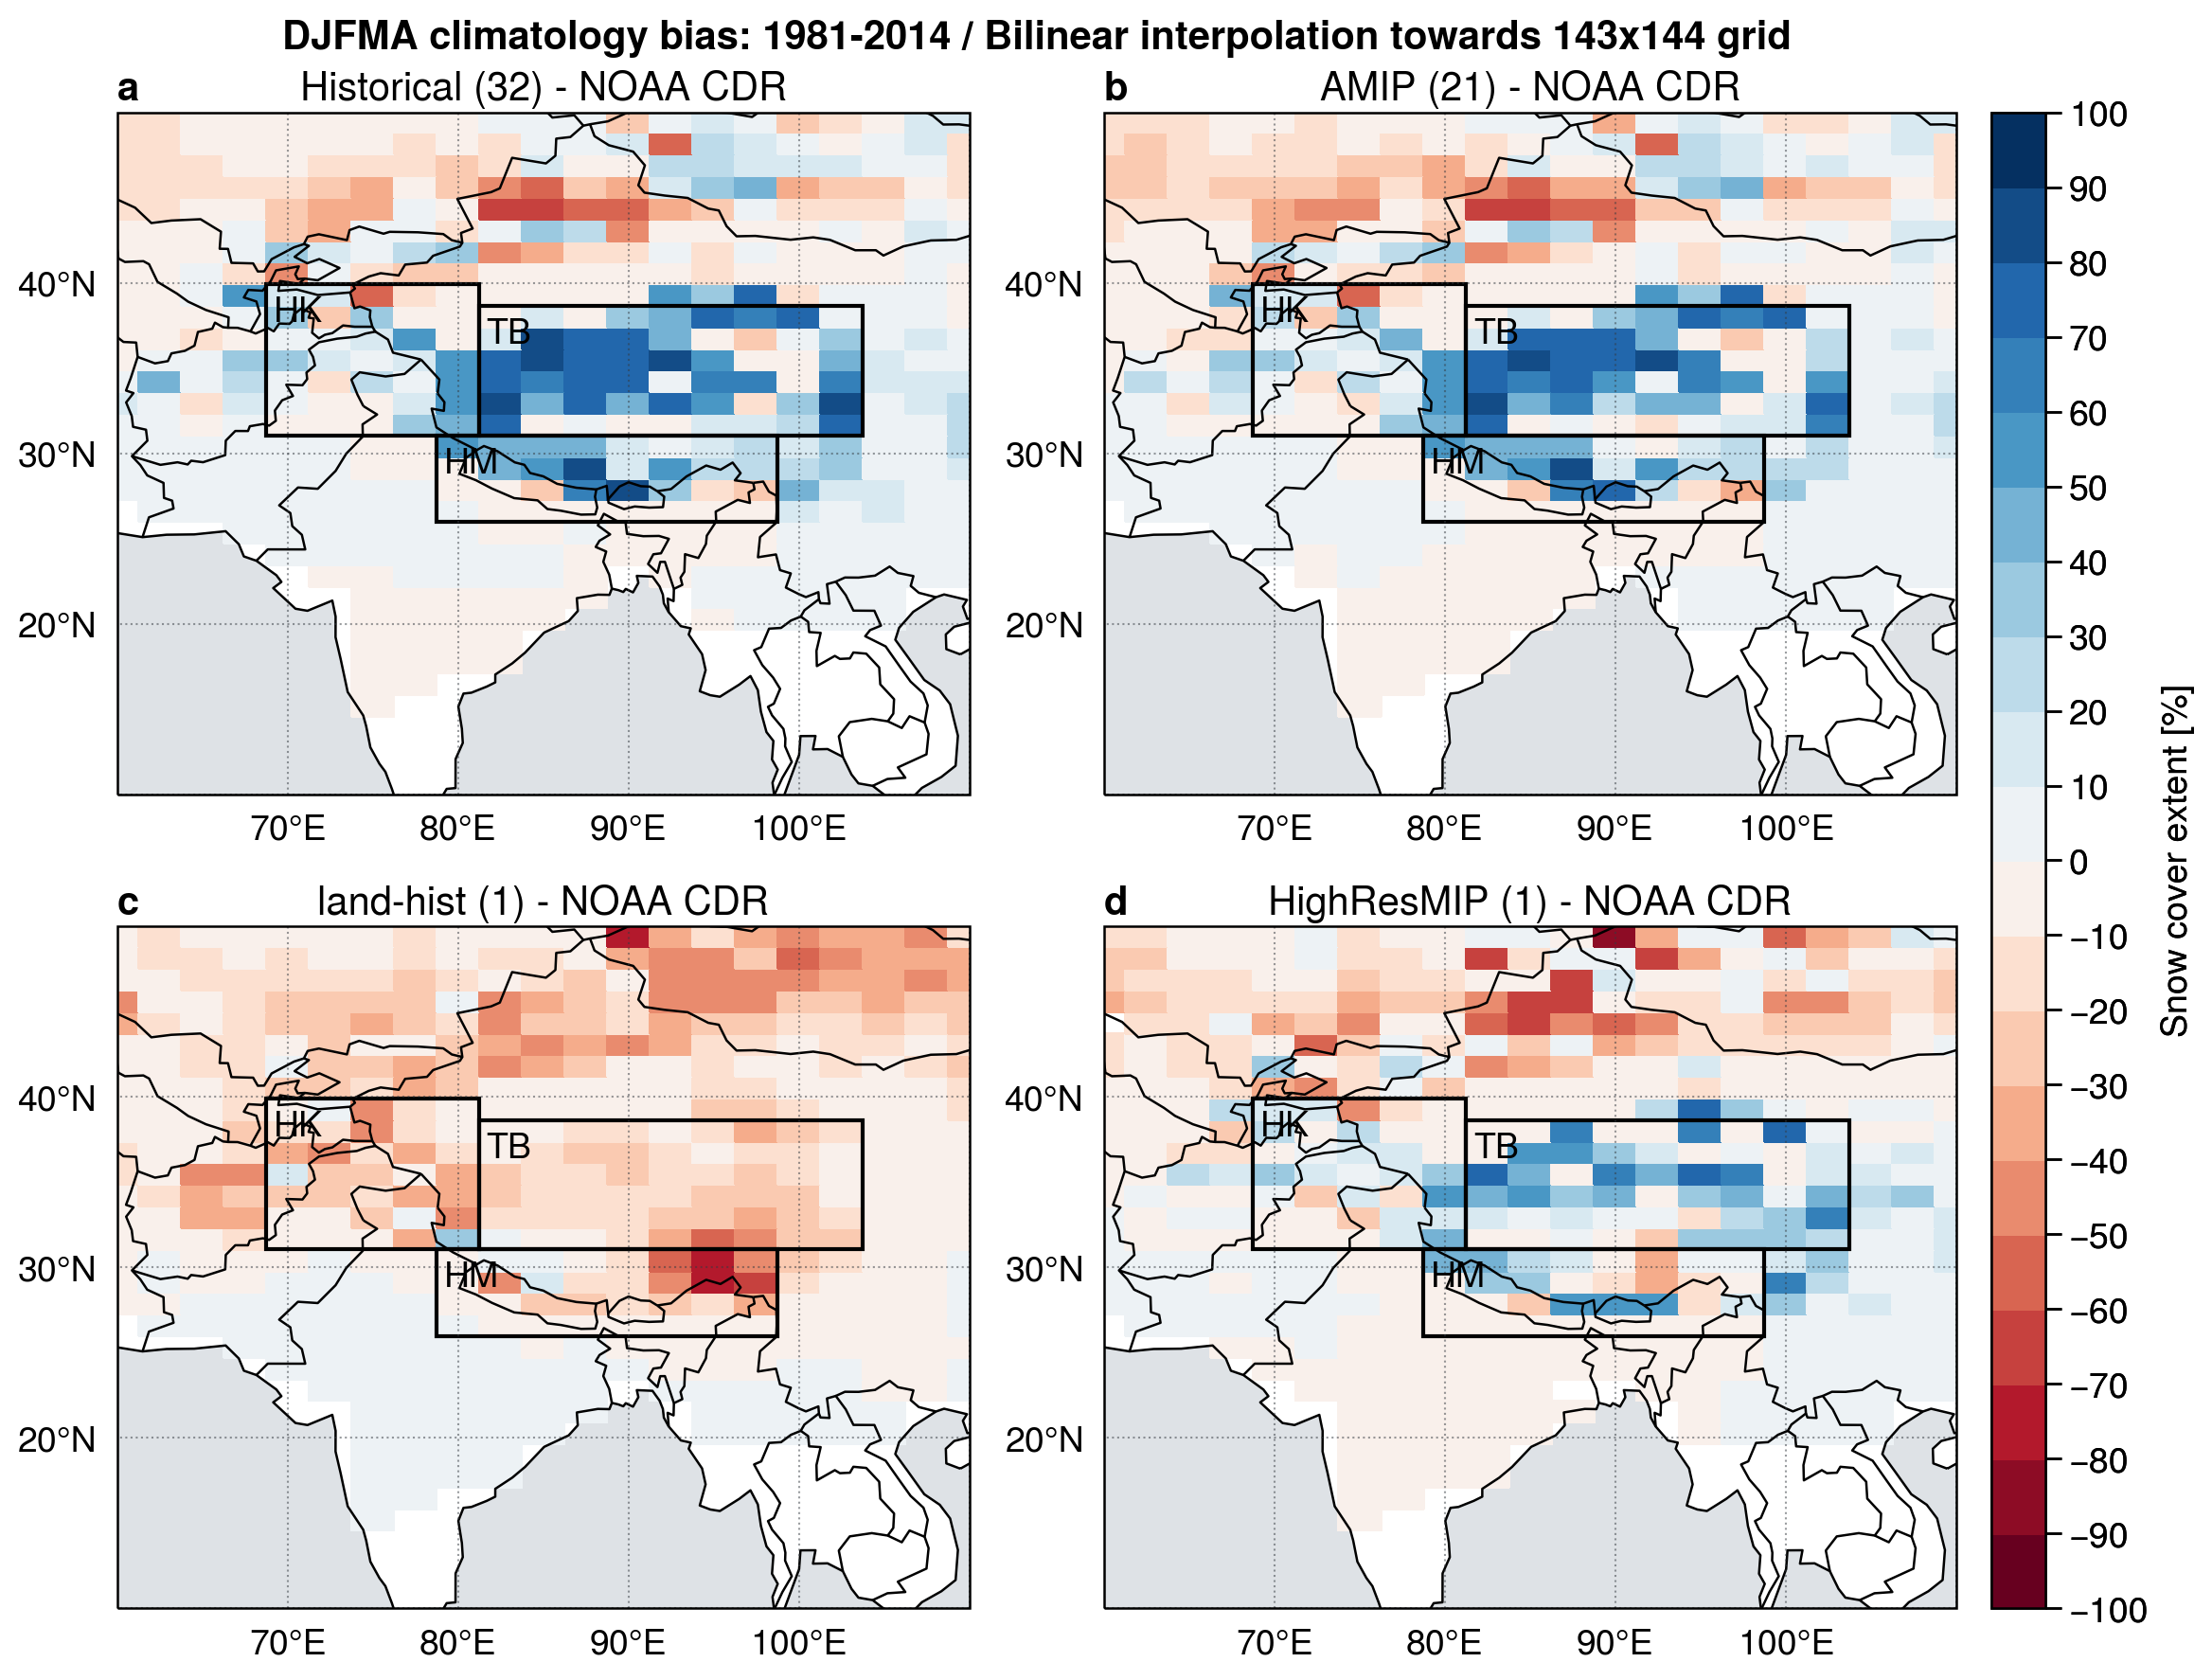 DJFMA climatology bias: 1981-2014 / Bilinear interpolation towards 143x144 grid
a Historical (32) - NOAA CDR
40°N
30°N
20°N
HK
TB
HM
70°E 80°E 90°E 100°E
b AMIP (21) - NOAA CDR
40°N
30°N
20°N
HK
TB
HM
70°E 80°E 90°E 100°E
c land-hist (1) - NOAA CDR
40°N
30°N
20°N
HK
TB
HM
70°E 80°E 90°E 100°E
d HighResMIP (1) - NOAA CDR
40°N
30°N
20°N
HK
TB
HM
70°E 80°E 90°E 100°E
100
90
80
70
60
50
40
30
20
10
0
−10
−20
−30
−40
−50
−60
−70
−80
−90
−100
Snow cover extent [%]